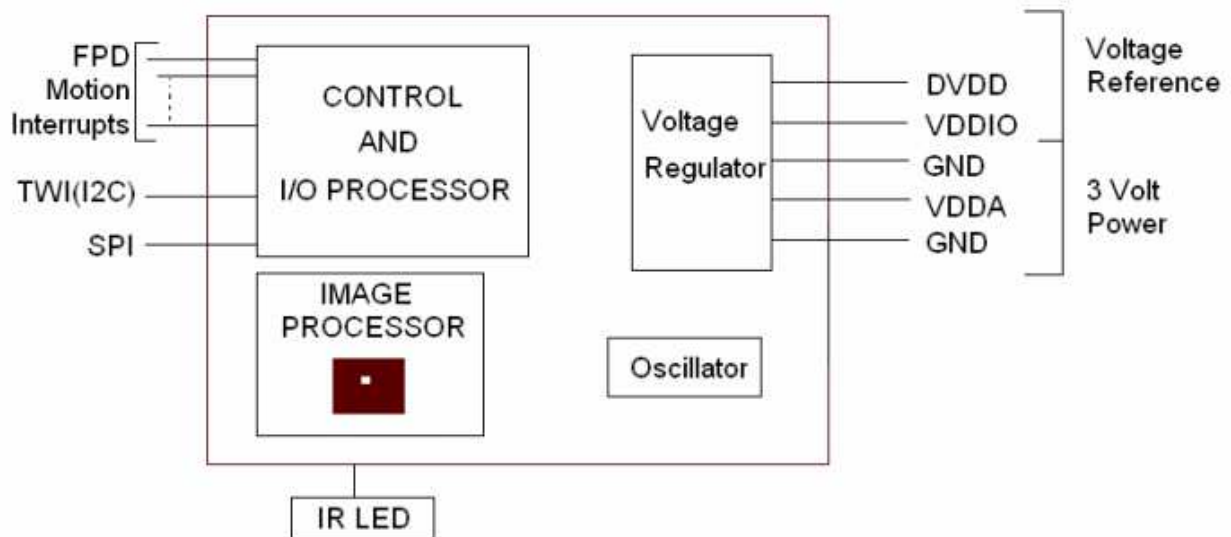 FPD
Motion
Interrupts
TWI(I2C)
SPI
CONTROL
AND
I/O PROCESSOR
IMAGE
PROCESSOR
Voltage
Regulator
Oscillator
DVDD
VDDIO
GND
VDDA
GND
Voltage
Reference
3 Volt
Power
IR LED